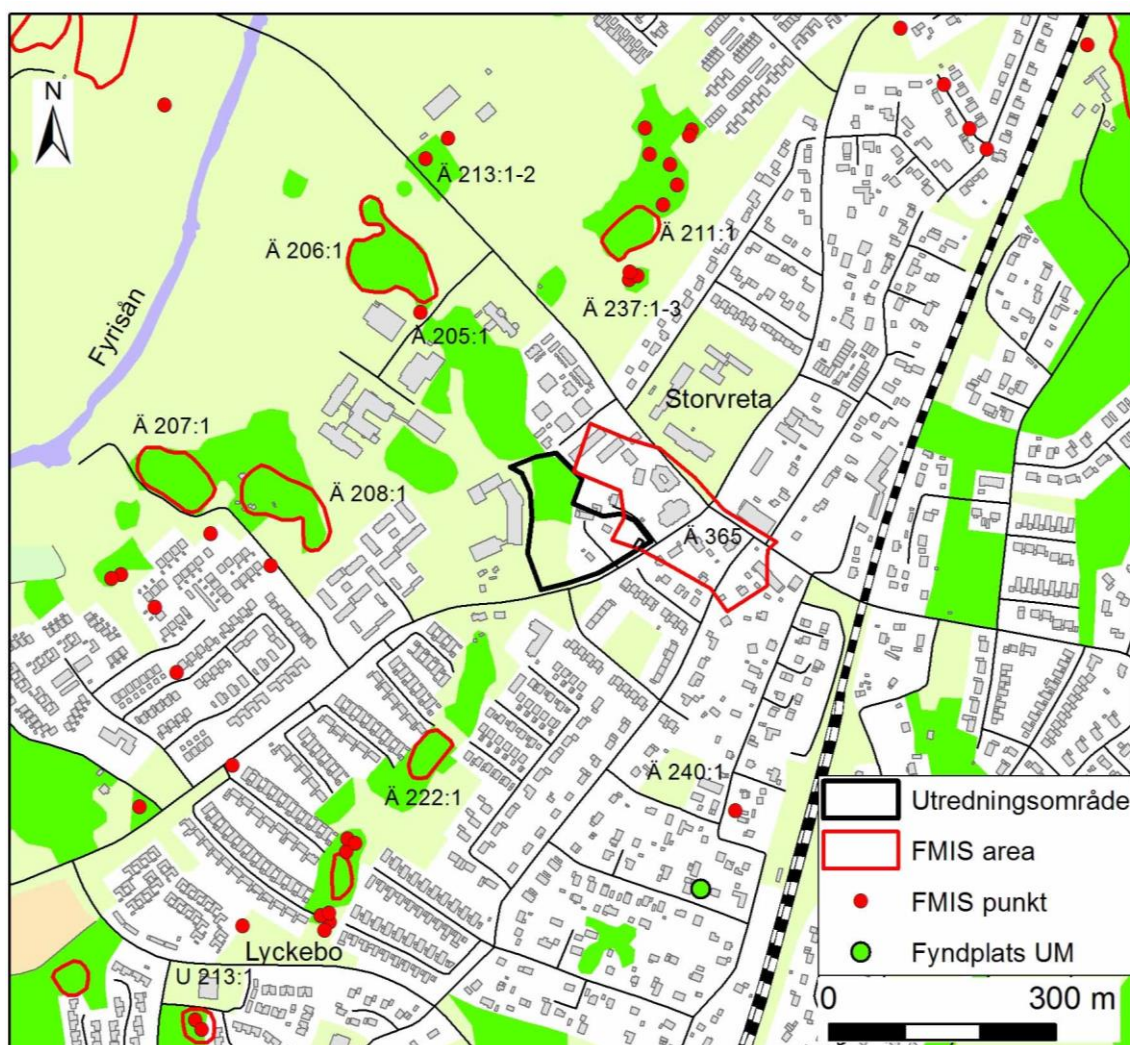 N
Ä 213:1-2
Ä 206:1
Ä 211:1
Ä 237:1-3
Ä 205:1
Fyrisån
Storvreta
Ä 207:1
Ä 208:1
Ä 365
Ä 240:1
Ä 222:1
Lyckebo
U 213:1
Utredningsområde
FMIS area
FMIS punkt
Fyndplats UM
0 300 m